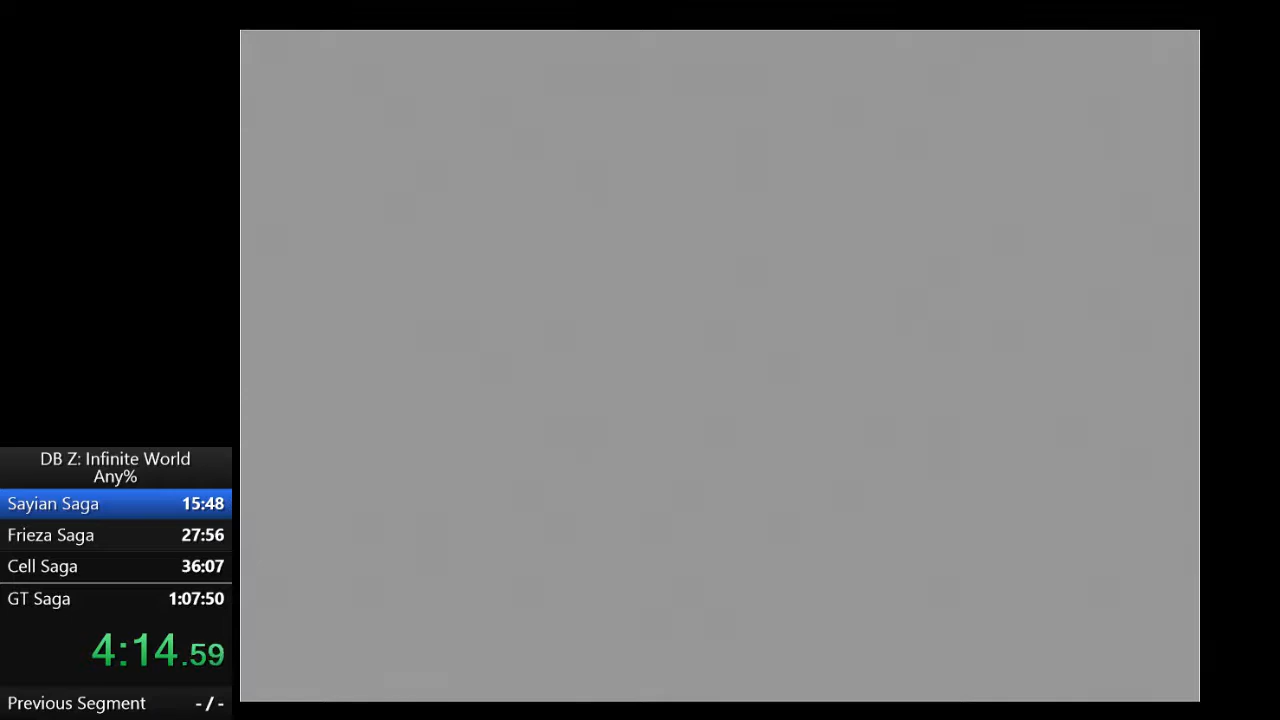 DB Z: Infinite World
Any%
Sayian Saga 15:48
Frieza Saga 27:56
Cell Saga 36:07
GT Saga 1:07:50
4:14.59
Previous Segment - / -